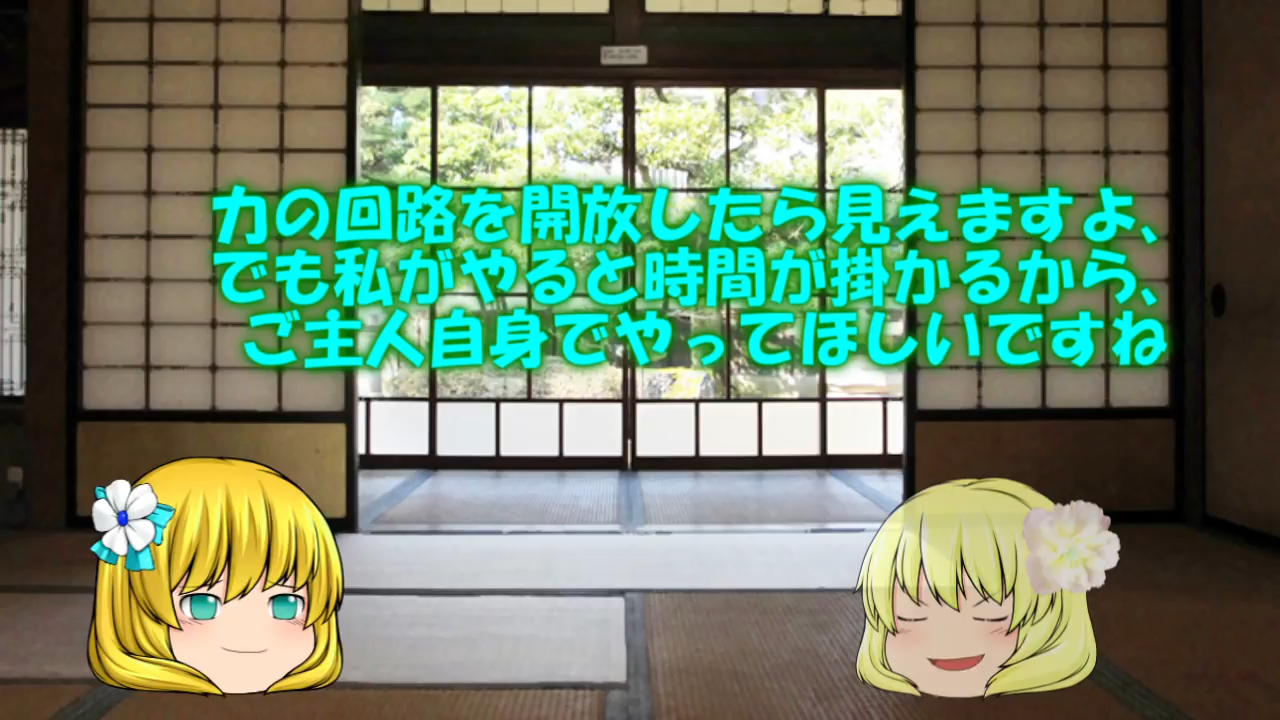 力の回路を開放したら見えますよ、
でも私がやると時間が掛かるから、
ご主人自身でやってほしいですね